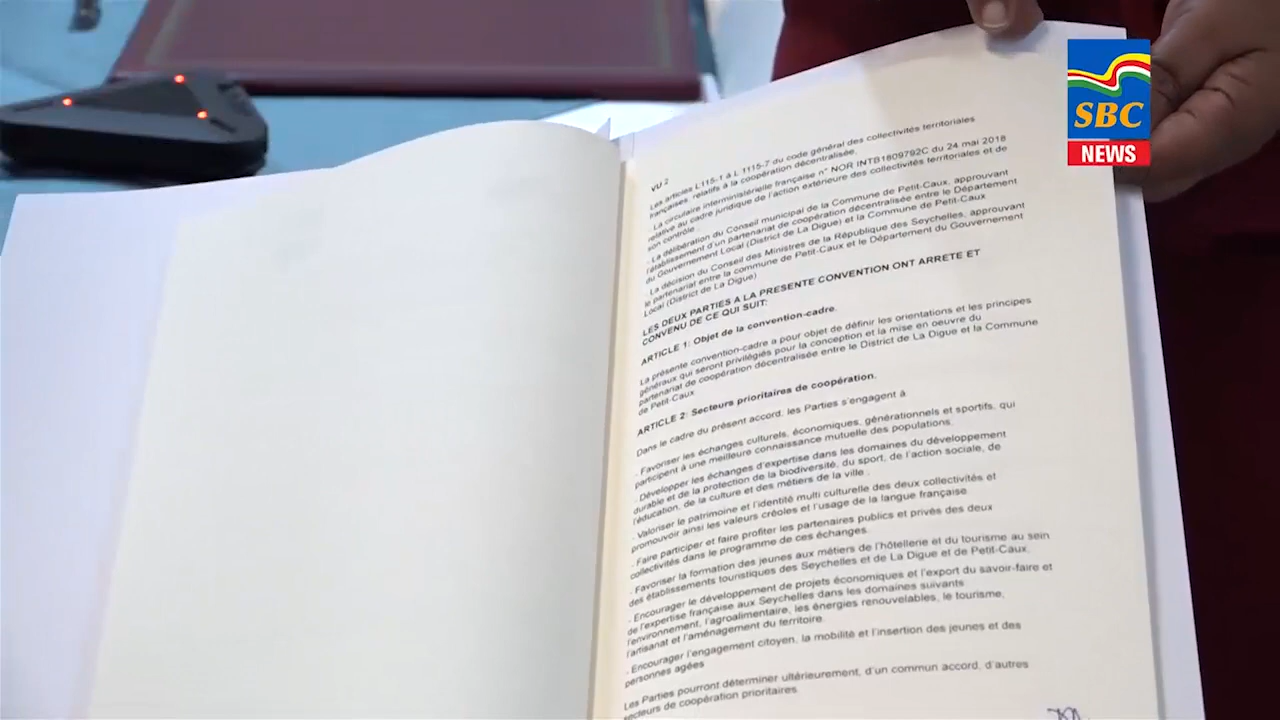 SBC
NEWS
VU 2
Les articles L115-1 à L 1115-7 du code général des collectivités territoriales
françaises relatifs à la coopération décentralisée.
- La circulaire interministérielle française n° NOR INTB1809792C du 24 mai 2018
relative au cadre juridique de l'action extérieure des collectivités territoriales et de
son contrôle
- La délibération du Conseil municipal de la Commune de Petit-Caux, approuvant
l'établissement d'un partenariat de coopération décentralisée entre le Département
du Gouvernement Local (District de La Digue) et la Commune de Petit-Caux
- La décision du Conseil des Ministres de la République des Seychelles, approuvant
le partenariat entre la commune de Petit-Caux et le Département du Gouvernement
Local (District de La Digue)
LES DEUX PARTIES A LA PRESENTE CONVENTION ONT ARRETE ET
CONVENU DE CE QUI SUIT:
ARTICLE 1: Objet de la convention-cadre.
La présente convention-cadre a pour objet de définir les orientations et les principes
généraux qui seront privilégiés pour la conception et la mise en oeuvre du
partenariat de coopération décentralisée entre le District de La Digue et la Commune
de Petit-Caux
ARTICLE 2: Secteurs prioritaires de coopération.
Dans le cadre du présent accord, les Parties s'engagent à
- Favoriser les échanges culturels, économiques, générationnels et sportifs, qui
participent à une meilleure connaissance mutuelle des populations.
- Développer les échanges d'expertise dans les domaines du développement
durable et de la protection de la biodiversité, du sport, de l'action sociale, de
l'éducation, de la culture et des métiers de la ville .
- Valoriser le patrimoine et l'identité multi culturelle des deux collectivités et
promouvoir ainsi les valeurs créoles et l'usage de la langue française.
- Faire participer et faire profiter les partenaires publics et privés des deux
collectivités dans le programme de ces échanges.
- Favoriser la formation des jeunes aux métiers de l'hôtellerie et du tourisme au sein
des établissements touristiques des Seychelles et de La Digue et de Petit-Caux.
- Encourager le développement de projets économiques et l'export du savoir-faire et
de l'expertise française aux Seychelles dans les domaines suivants
l'environnement, l'agroalimentaire, les énergies renouvelables, le tourisme,
l'artisanat et l'aménagement du territoire.
- Encourager l'engagement citoyen, la mobilité et l'insertion des jeunes et des
personnes agées
Les Parties pourront déterminer ultérieurement, d'un commun accord, d'autres
secteurs de coopération prioritaires.